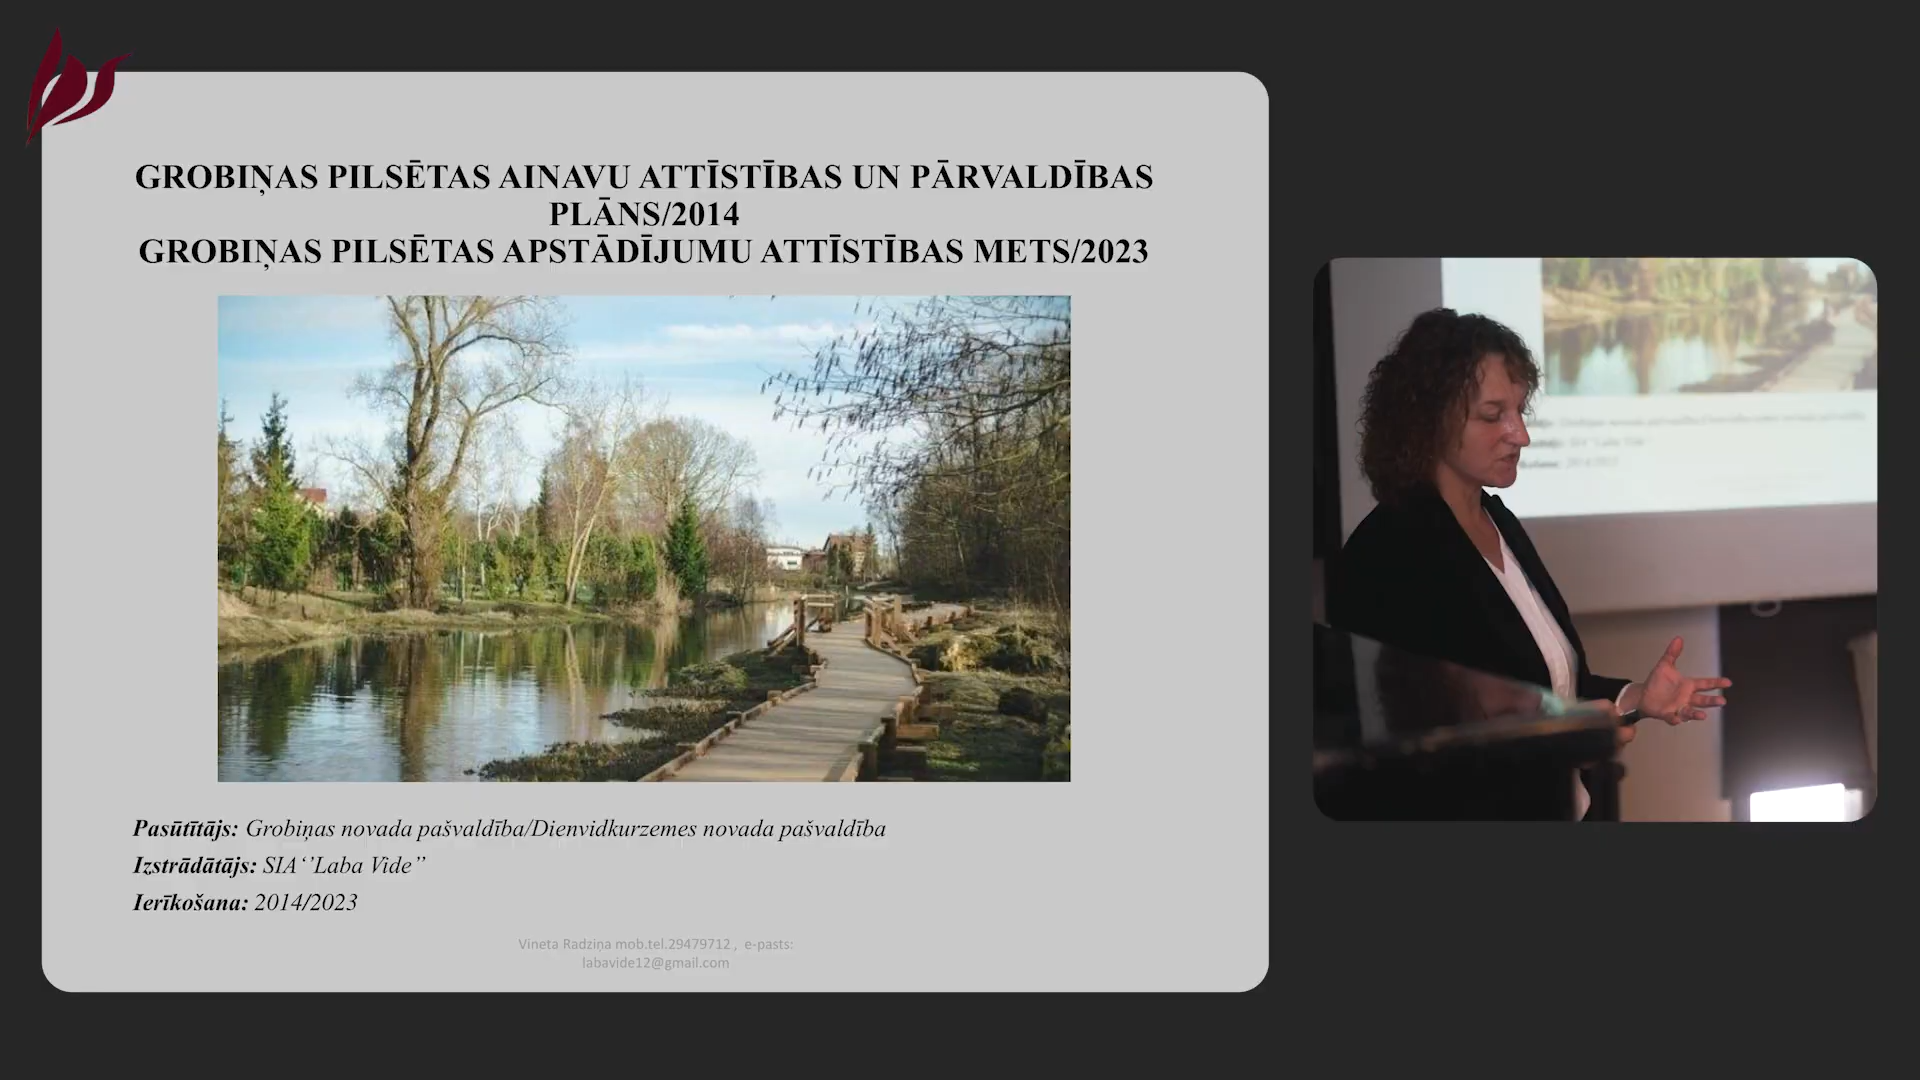 GROBIŅAS PILSĒTAS AINAVU ATTĪSTĪBAS UN PĀRVALDĪBAS
PLĀNS/2014
GROBIŅAS PILSĒTAS APSTĀDĪJUMU ATTĪSTĪBAS METS/2023
Pasūtītājs: Grobiņas novada pašvaldība/Dienvidkurzemes novada pašvaldība
Izstrādātājs: SIA‘’Laba Vide”
Ierīkošana: 2014/2023
Vineta Radziņa mob.tel.29479712 , e-pasts:
labavide12@gmail.com